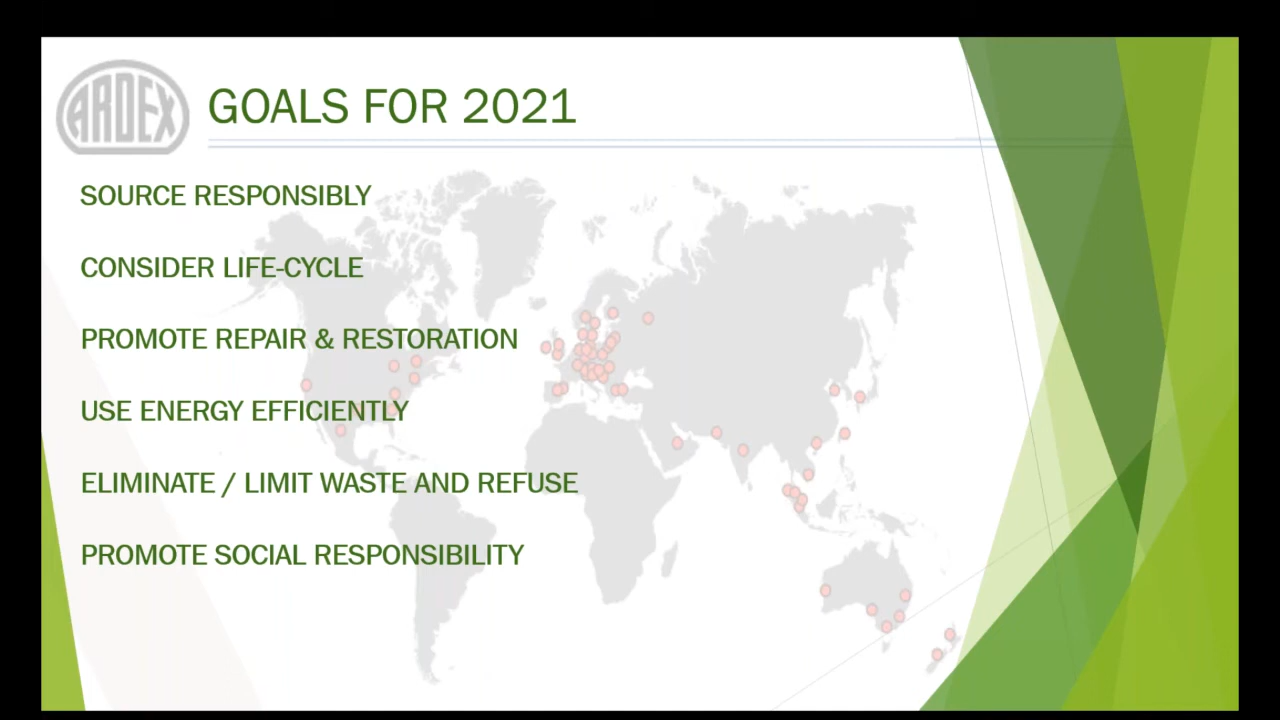 ARDEX
GOALS FOR 2021
SOURCE RESPONSIBLY
CONSIDER LIFE-CYCLE
PROMOTE REPAIR & RESTORATION
USE ENERGY EFFICIENTLY
ELIMINATE / LIMIT WASTE AND REFUSE
PROMOTE SOCIAL RESPONSIBILITY